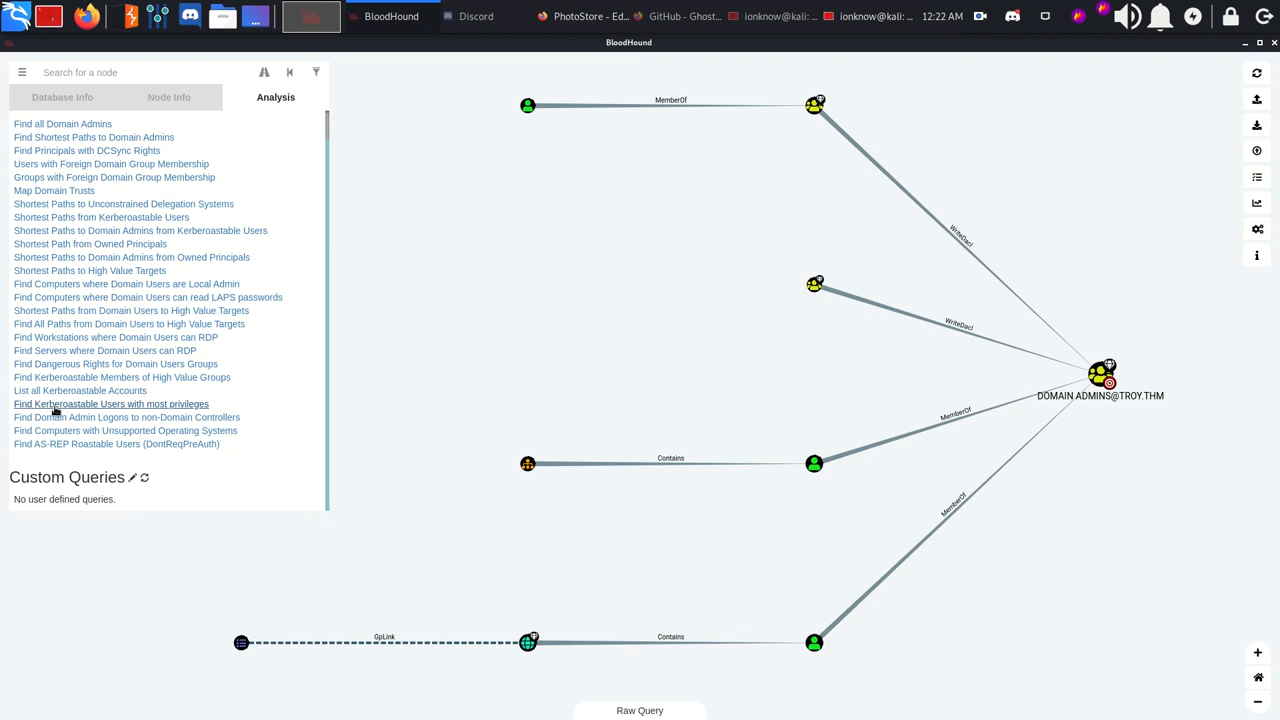 BloodHound
Discord
PhotoStore - Ed...
GitHub - Ghost...
ionknow@kali: ...
ionknow@kali: ...
12:22 AM
BloodHound
Search for a node
Database Info
Node Info
Analysis
Find all Domain Admins
Find Shortest Paths to Domain Admins
Find Principals with DCSync Rights
Users with Foreign Domain Group Membership
Groups with Foreign Domain Group Membership
Map Domain Trusts
Shortest Paths to Unconstrained Delegation Systems
Shortest Paths from Kerberoastable Users
Shortest Paths to Domain Admins from Kerberoastable Users
Shortest Path from Owned Principals
Shortest Paths to Domain Admins from Owned Principals
Shortest Paths to High Value Targets
Find Computers where Domain Users are Local Admin
Find Computers where Domain Users can read LAPS passwords
Shortest Paths from Domain Users to High Value Targets
Find All Paths from Domain Users to High Value Targets
Find Workstations where Domain Users can RDP
Find Servers where Domain Users can RDP
Find Dangerous Rights for Domain Users Groups
Find Kerberoastable Members of High Value Groups
List all Kerberoastable Accounts
Find Kerberoastable Users with most privileges
Find Domain Admin Logons to non-Domain Controllers
Find Computers with Unsupported Operating Systems
Find AS-REP Roastable Users (DontReqPreAuth)
Custom Queries
No user defined queries.
MemberOf
WriteDacl
WriteDacl
DOMAIN ADMINS@TROY.THM
MemberOf
Contains
MemberOf
GpLink
Contains
Raw Query